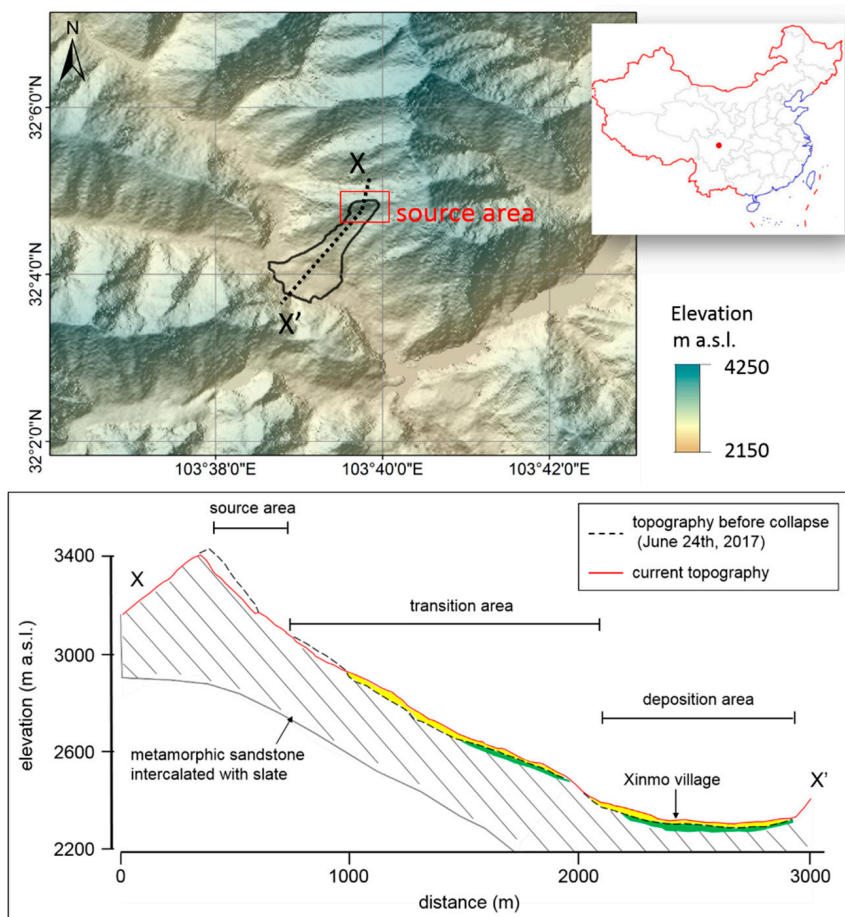 N
32°6'0"N
32°4'0"N
32°2'0"N
X
source area
X'
103°38'0"E
103°40'0"E
103°42'0"E
Elevation
m a.s.l.
4250
2150
source area
topography before collapse
(June 24th, 2017)
current topography
X
transition area
deposition area
metamorphic sandstone
intercalated with slate
Xinmo village
X'
elevation (m a.s.l.)
3400
3000
2600
2200
0
1000
2000
3000
distance (m)